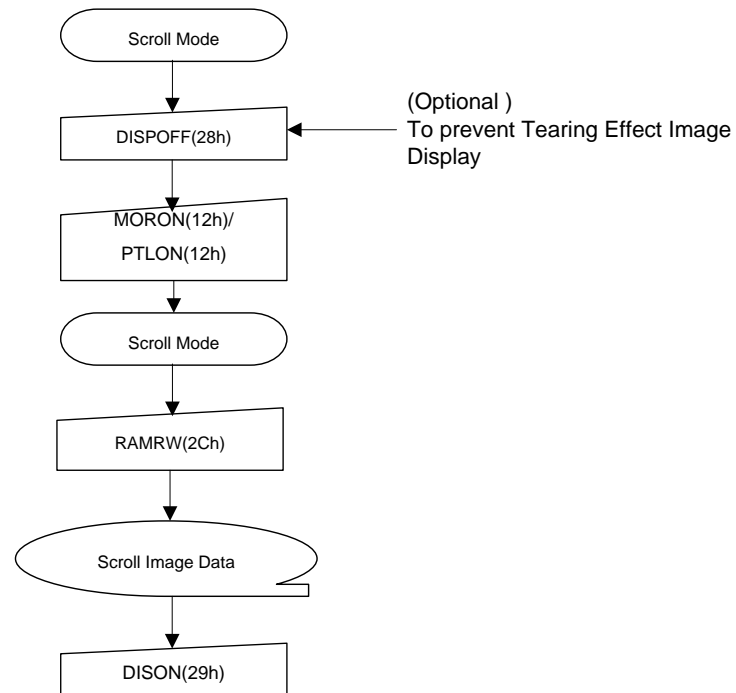 Scroll Mode
(Optional )
To prevent Tearing Effect Image
Display
DISPOFF(28h)
MORON(12h)/
PTLON(12h)
Scroll Mode
RAMRW(2Ch)
Scroll Image Data
DISON(29h)